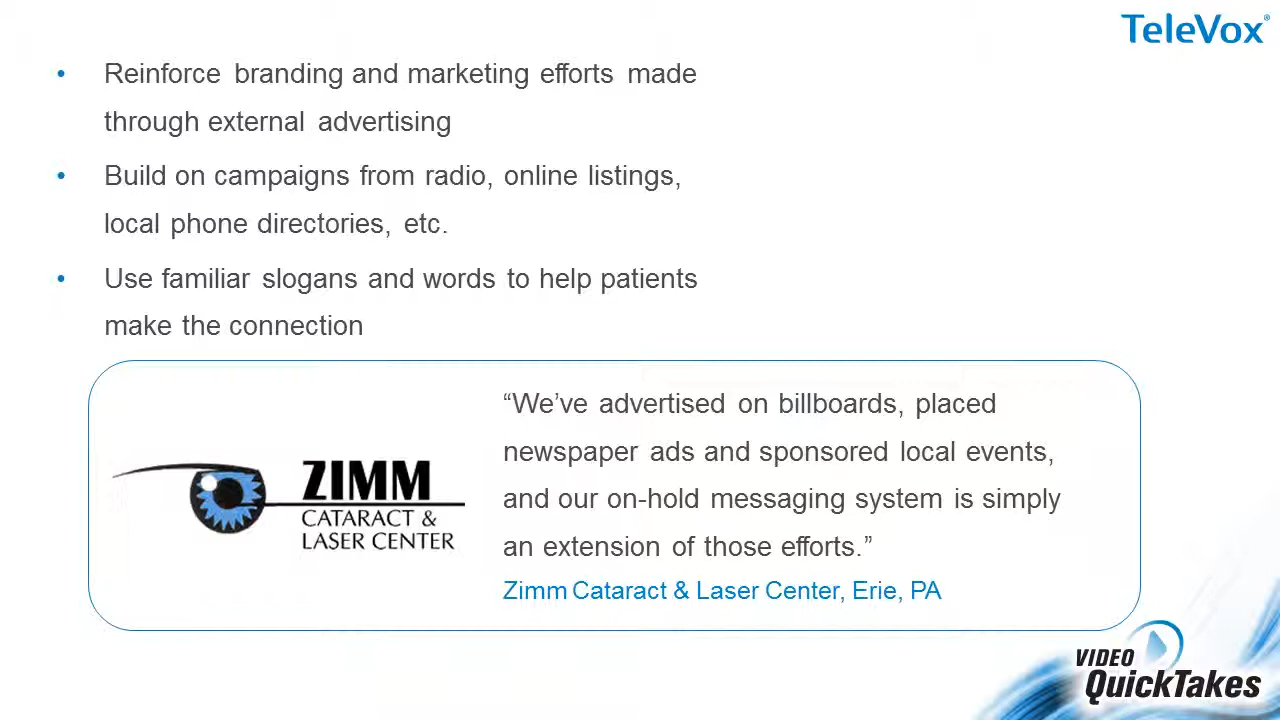 TeleVox®
• Reinforce branding and marketing efforts made
through external advertising
• Build on campaigns from radio, online listings,
local phone directories, etc.
• Use familiar slogans and words to help patients
make the connection
ZIMM
CATARACT &
LASER CENTER
“We’ve advertised on billboards, placed
newspaper ads and sponsored local events,
and our on-hold messaging system is simply
an extension of those efforts.”
Zimm Cataract & Laser Center, Erie, PA
VIDEO
QuickTakes